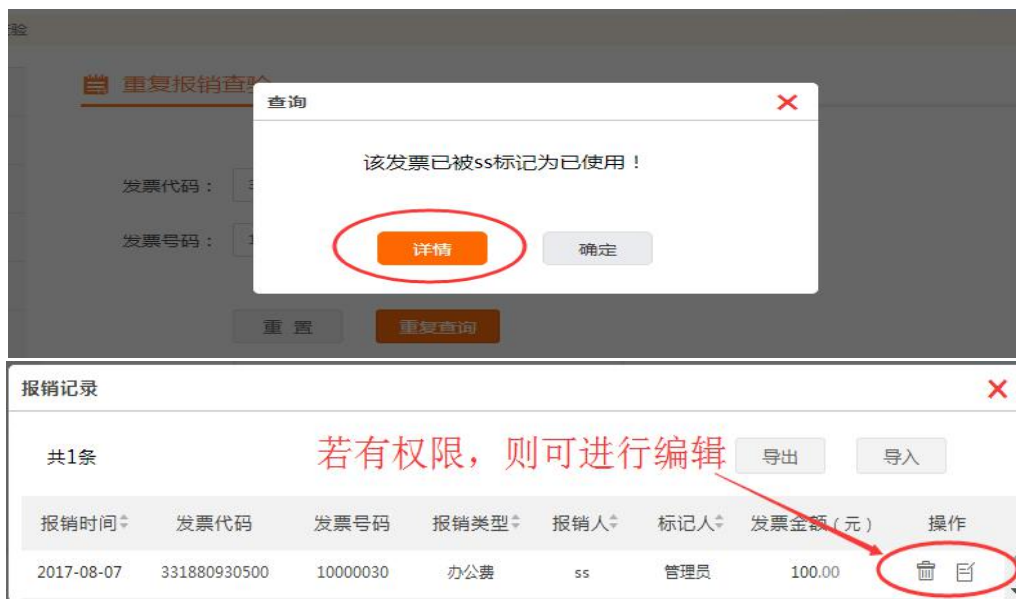 验
重复报销查验
查询
该发票已被ss标记为已使用！
发票代码：
发票号码：
详情
确定
重 置
重复查询
报销记录
共1条
若有权限，则可进行编辑
导出
导入
报销时间 发票代码 发票号码 报销类型 报销人 标记人 发票金额（元） 操作
2017-08-07 331880930500 10000030 办公费 ss 管理员 100.00